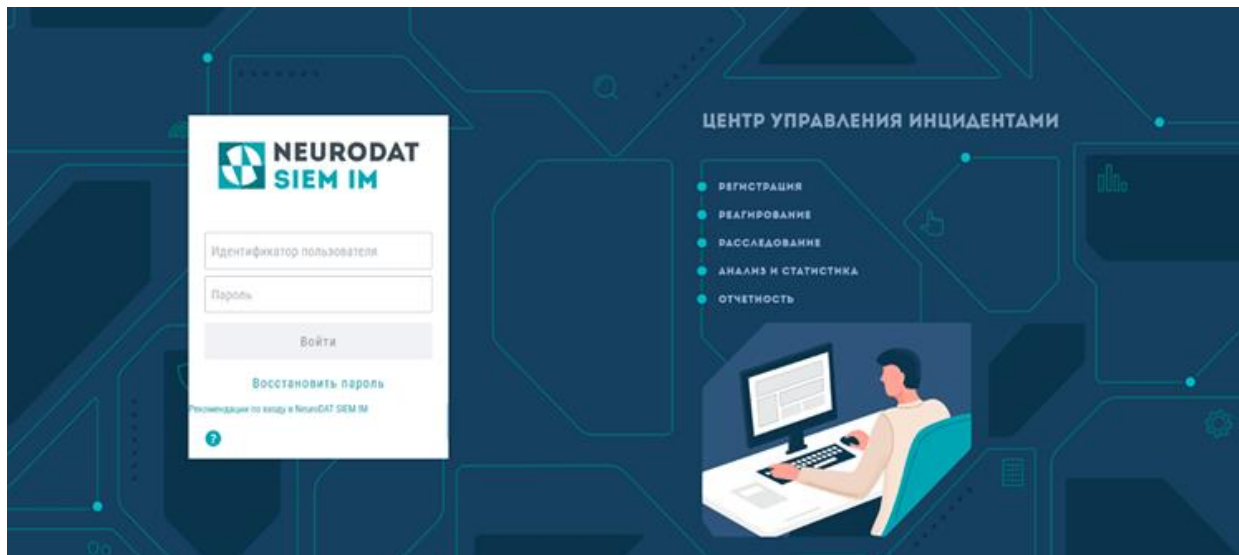 NEURODAT
SIEM IM
Идентификатор пользователя
Пароль
Войти
Восстановить пароль
Рекомендации по входу в NeuroDAT SIEM IM
?
ЦЕНТР УПРАВЛЕНИЯ ИНЦИДЕНТАМИ
РЕГИСТРАЦИЯ
РЕАГИРОВАНИЕ
РАССЛЕДОВАНИЕ
АНАЛИЗ И СТАТИСТИКА
ОТЧЕТНОСТЬ